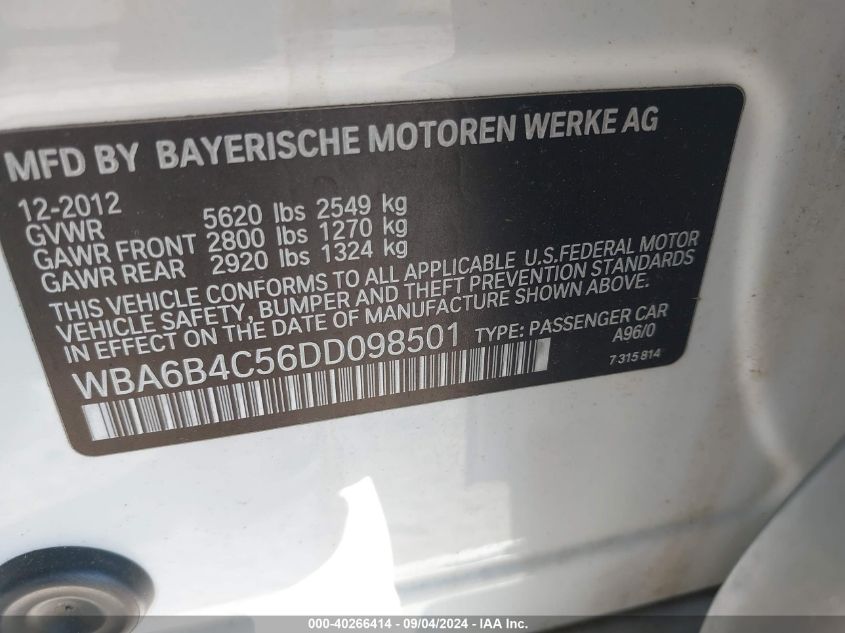 MFD BY BAYERISCHE MOTOREN WERKE AG
12-2012
GVWR 5620 lbs 2549 kg
GAWR FRONT 2800 lbs 1270 kg
GAWR REAR 2920 lbs 1324 kg
THIS VEHICLE CONFORMS TO ALL APPLICABLE U.S.FEDERAL MOTOR
VEHICLE SAFETY, BUMPER AND THEFT PREVENTION STANDARDS
IN EFFECT ON THE DATE OF MANUFACTURE SHOWN ABOVE.
WBA6B4C56DD098501 TYPE: PASSENGER CAR
A96/0
7 315 814
000-40266414 - 09/04/2024 - IAA Inc.